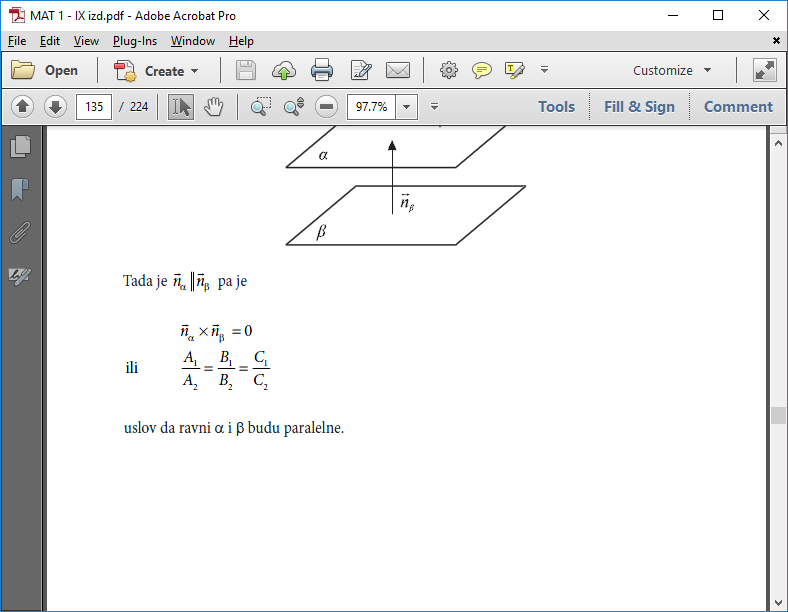 MAT 1 - IX izd.pdf - Adobe Acrobat Pro
File Edit View Plug-Ins Window Help
Open Create Customize
135 / 224 97.7% Tools Fill & Sign Comment
α
n⃗β
β
Tada je n⃗α ∥ n⃗β pa je
n⃗α × n⃗β = 0
ili A₁/A₂ = B₁/B₂ = C₁/C₂
uslov da ravni α i β budu paralelne.